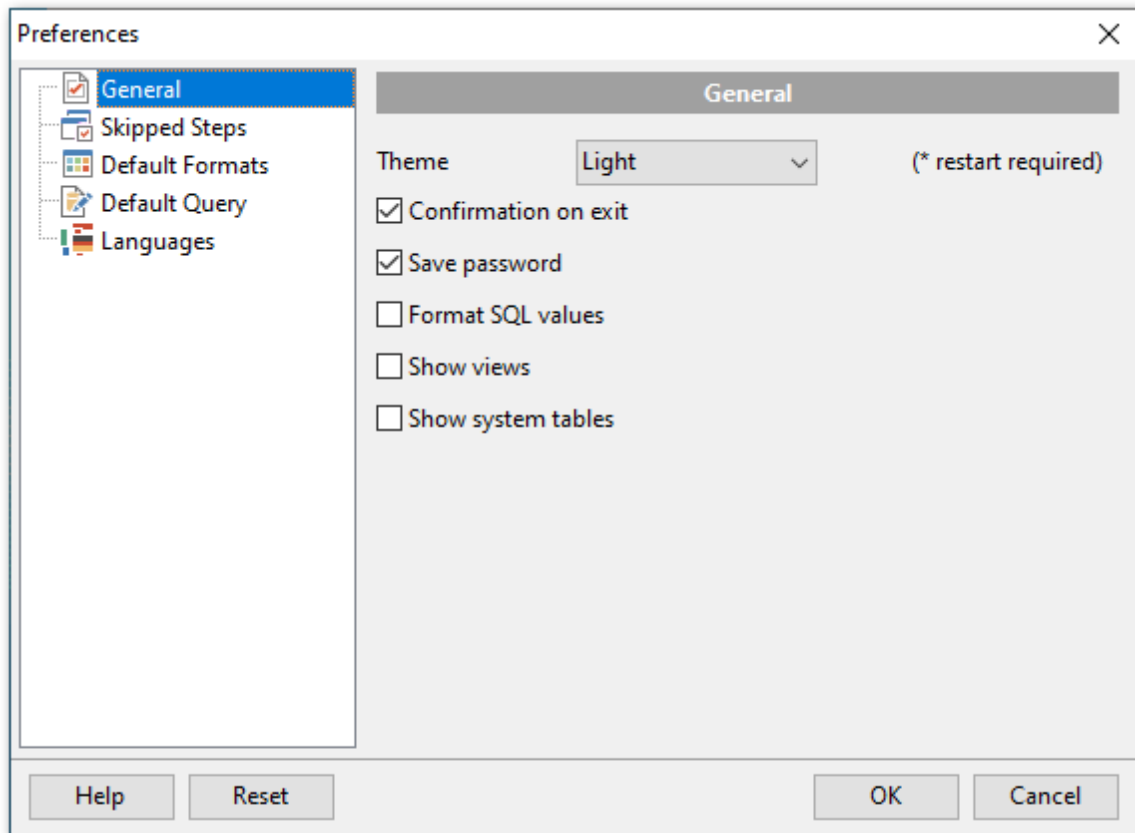 Preferences
General
Skipped Steps
Default Formats
Default Query
Languages
General
Theme Light (* restart required)
Confirmation on exit
Save password
Format SQL values
Show views
Show system tables
Help Reset OK Cancel